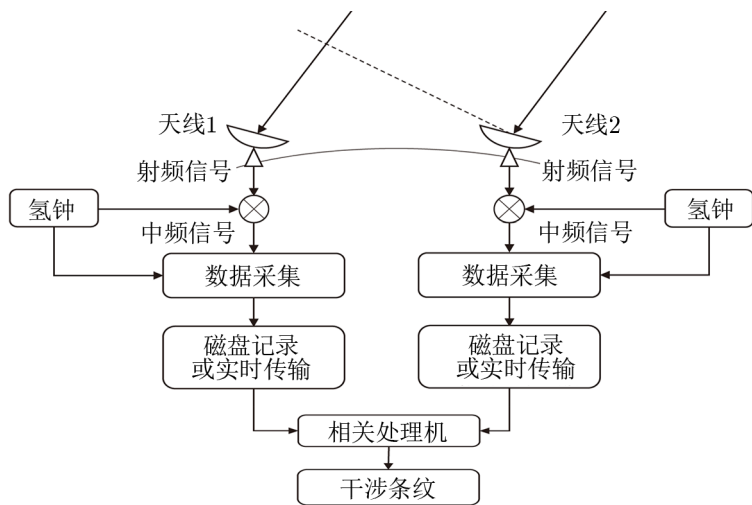 天线1
天线2
射频信号
射频信号
氢钟
氢钟
中频信号
中频信号
数据采集
数据采集
磁盘记录
或实时传输
磁盘记录
或实时传输
相关处理机
干涉条纹